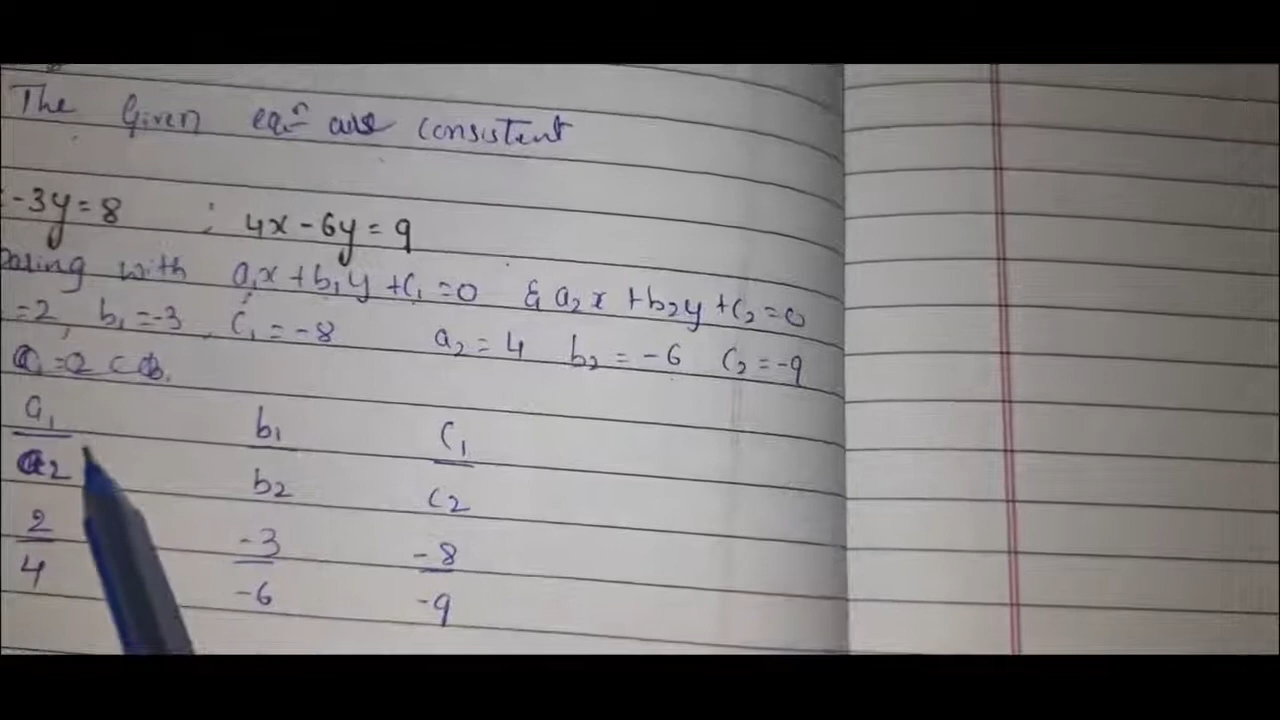 The Given eqⁿ are consistent
-3y = 8 ; 4x - 6y = 9
paring with a₁x + b₁y + c₁ = 0 & a₂x + b₂y + c₂ = 0
= 2, b₁ = -3, c₁ = -8 a₂ = 4 b₂ = -6 c₂ = -9
a₁ b₁ c₁
a₂ b₂ c₂
2 -3 -8
4 -6 -9